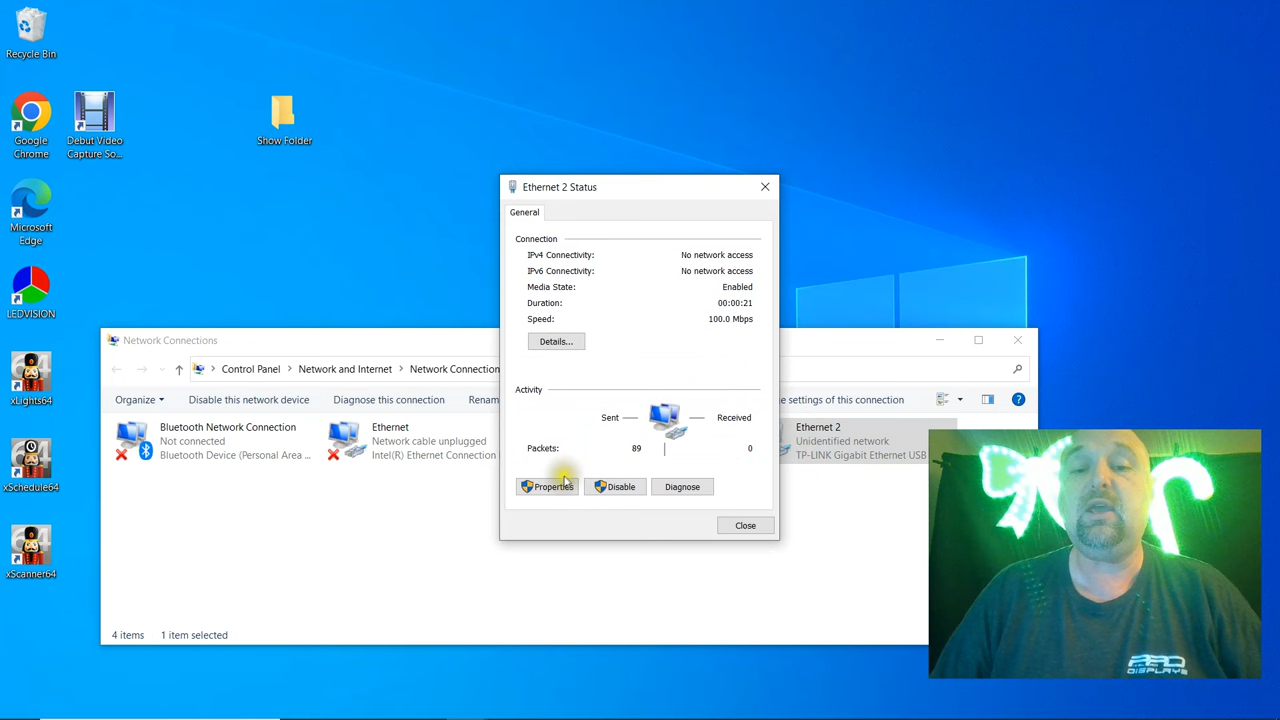 Recycle Bin
Google
Chrome
Debut Video
Capture So...
Show Folder
Microsoft
Edge
LEDVISION
xLights64
xSchedule64
xScanner64
Ethernet 2 Status
General
Connection
IPv4 Connectivity: No network access
IPv6 Connectivity: No network access
Media State: Enabled
Duration: 00:00:21
Speed: 100.0 Mbps
Details...
Activity
Sent Received
Packets: 89 0
Properties Disable Diagnose
Close
Network Connections
Control Panel Network and Internet Network Connection
Organize Disable this network device Diagnose this connection Renam e settings of this connection
Bluetooth Network Connection
Not connected
Bluetooth Device (Personal Area ...
Ethernet
Network cable unplugged
Intel(R) Ethernet Connection
Ethernet 2
Unidentified network
TP-LINK Gigabit Ethernet USB
4 items 1 item selected
DISPLAYS